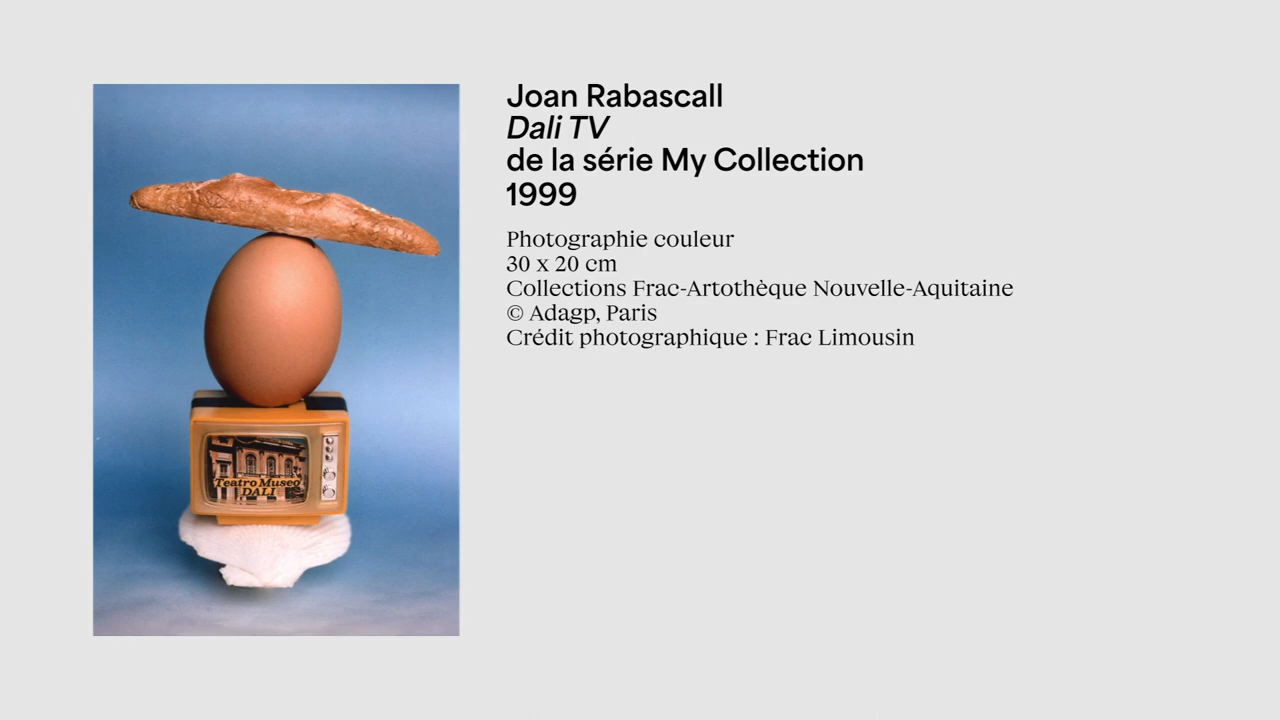 Joan Rabascall
Dali TV
de la série My Collection
1999
Photographie couleur
30 x 20 cm
Collections Frac-Artothèque Nouvelle-Aquitaine
© Adagp, Paris
Crédit photographique : Frac Limousin
Teatro Museo
DALI